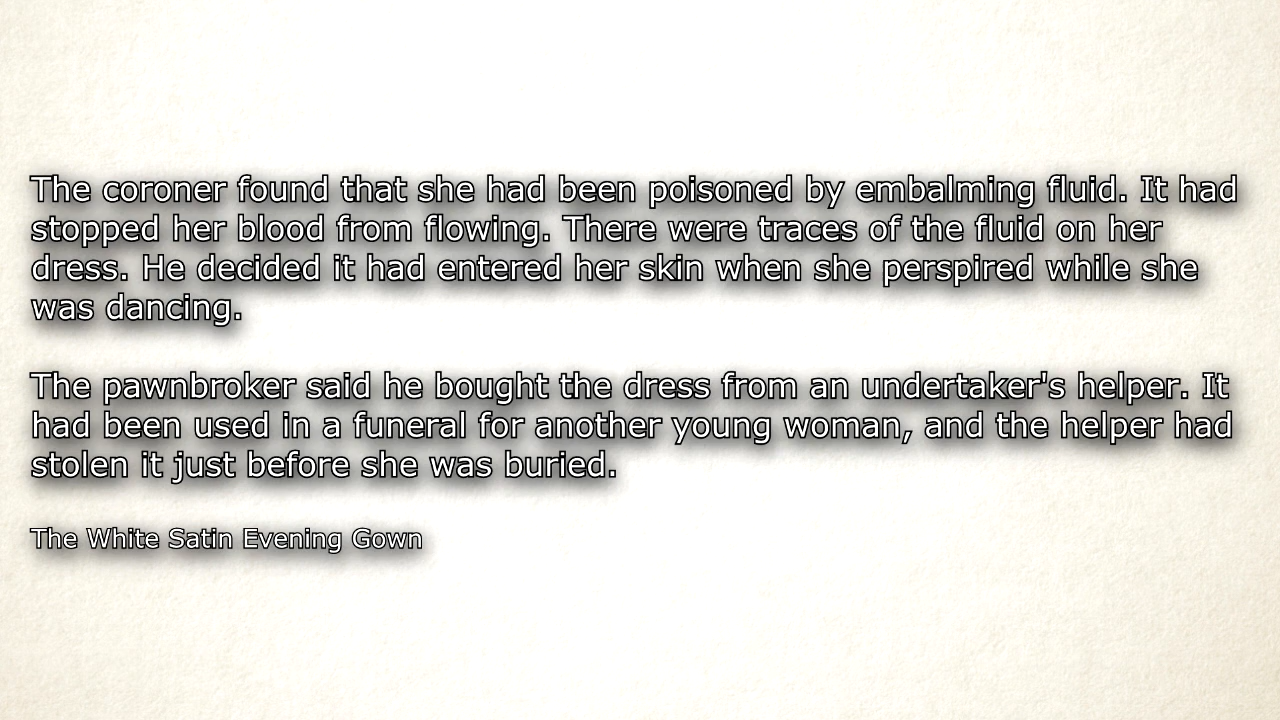 The coroner found that she had been poisoned by embalming fluid. It had
stopped her blood from flowing. There were traces of the fluid on her
dress. He decided it had entered her skin when she perspired while she
was dancing.
The pawnbroker said he bought the dress from an undertaker's helper. It
had been used in a funeral for another young woman, and the helper had
stolen it just before she was buried.
The White Satin Evening Gown